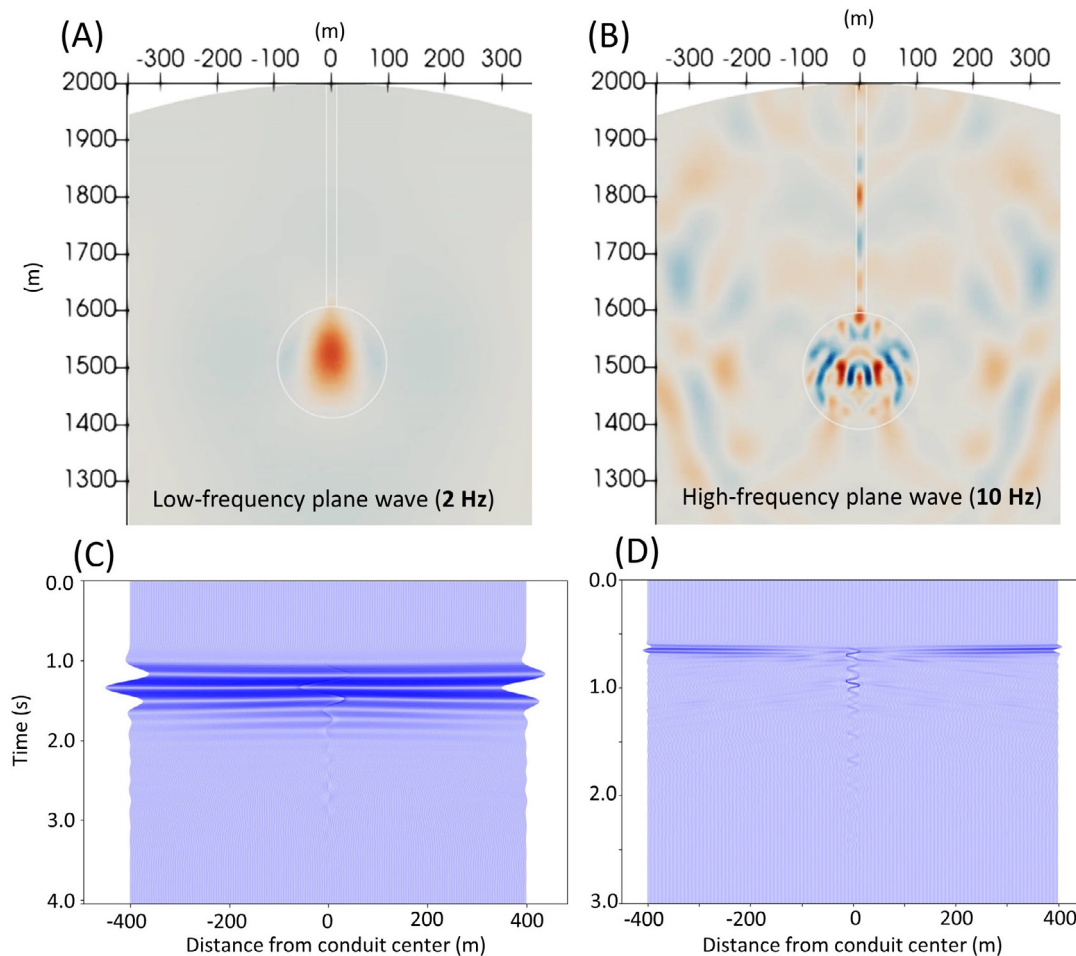 (A)
(m)
-300 -100 0 100 200 300
2000
1900
1800
1700
(m)
1600
1500
1400
1300
Low-frequency plane wave (2 Hz)
(B)
(m)
-300 -100 0 100 200 300
2000
1900
1800
1700
1600
1500
1400
1300
High-frequency plane wave (10 Hz)
(C)
0.0
1.0
2.0
3.0
4.0
Time (s)
-400 -200 0 200 400
Distance from conduit center (m)
(D)
0.0
1.0
2.0
3.0
-400 -200 0 200 400
Distance from conduit center (m)